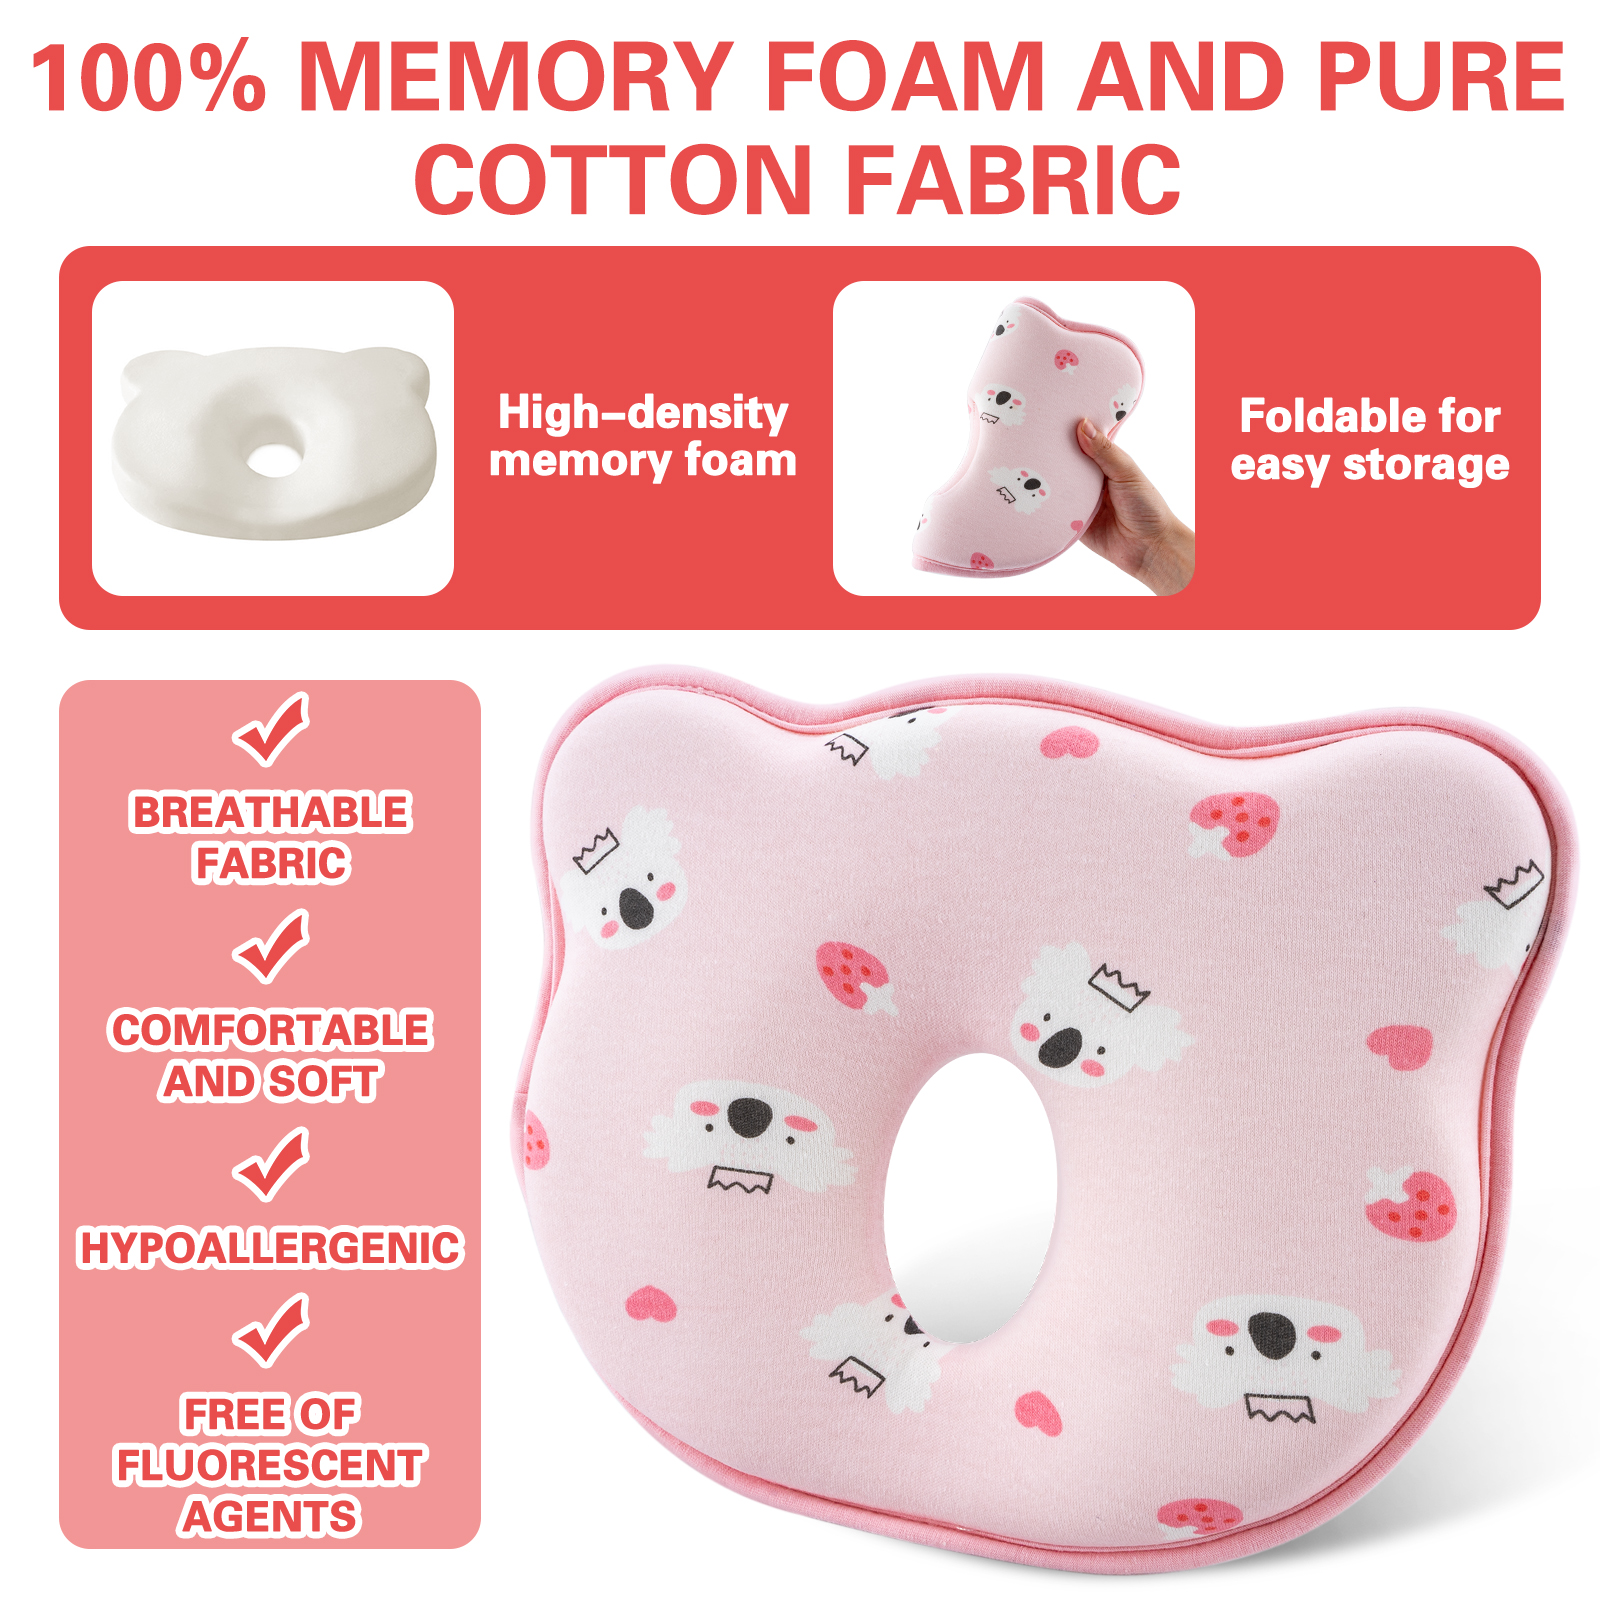 100% MEMORY FOAM AND PURE
COTTON FABRIC
High-density
memory foam
Foldable for
easy storage
BREATHABLE
FABRIC
COMFORTABLE
AND SOFT
HYPOALLERGENIC
FREE OF
FLUORESCENT
AGENTS